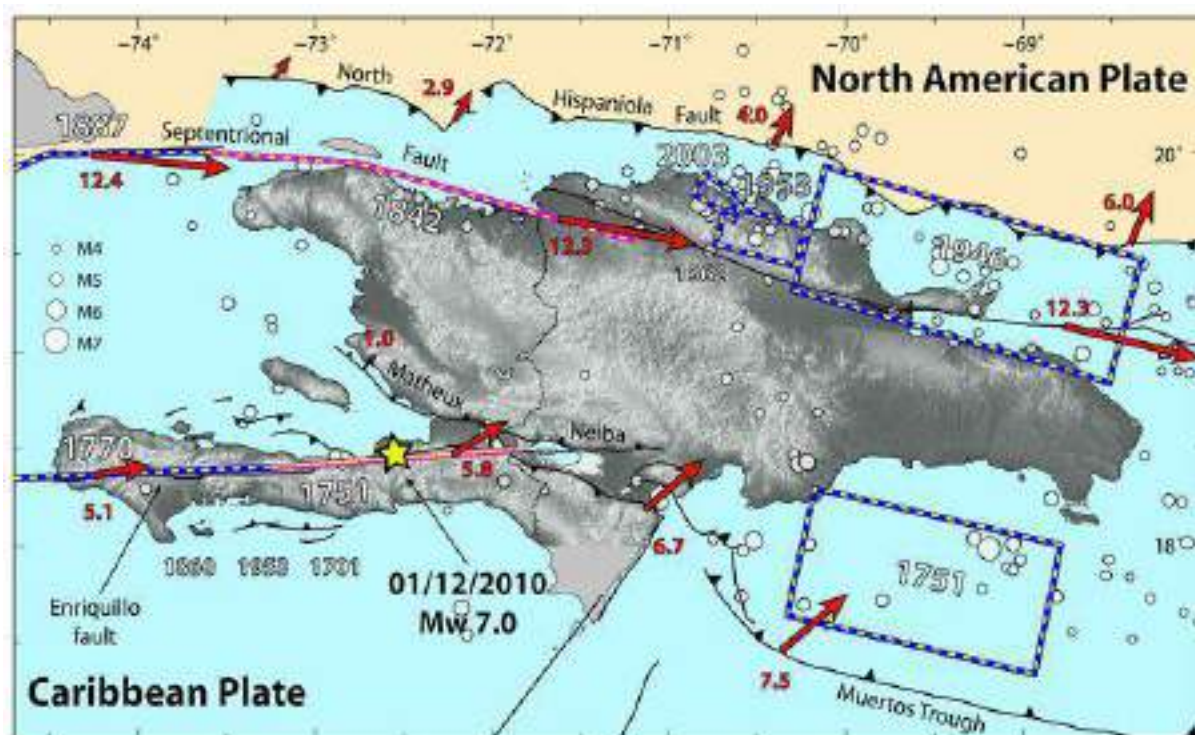 −74° −73° −72° −71° −70° −69°
North American Plate
North
2.9
Hispaniola
Fault
4.0
1887
Septentrional
Fault
2003
1953
20°
12.4
1842
12.3
6.0
1946
12.3
M4
M5
M6
M7
1.0
Matheux
Neiba
1770
5.8
1751
5.1
6.7
18°
1860 1953 1701
01/12/2010
Mw 7.0
1751
Enriquillo
fault
7.5
Caribbean Plate
Muertos Trough